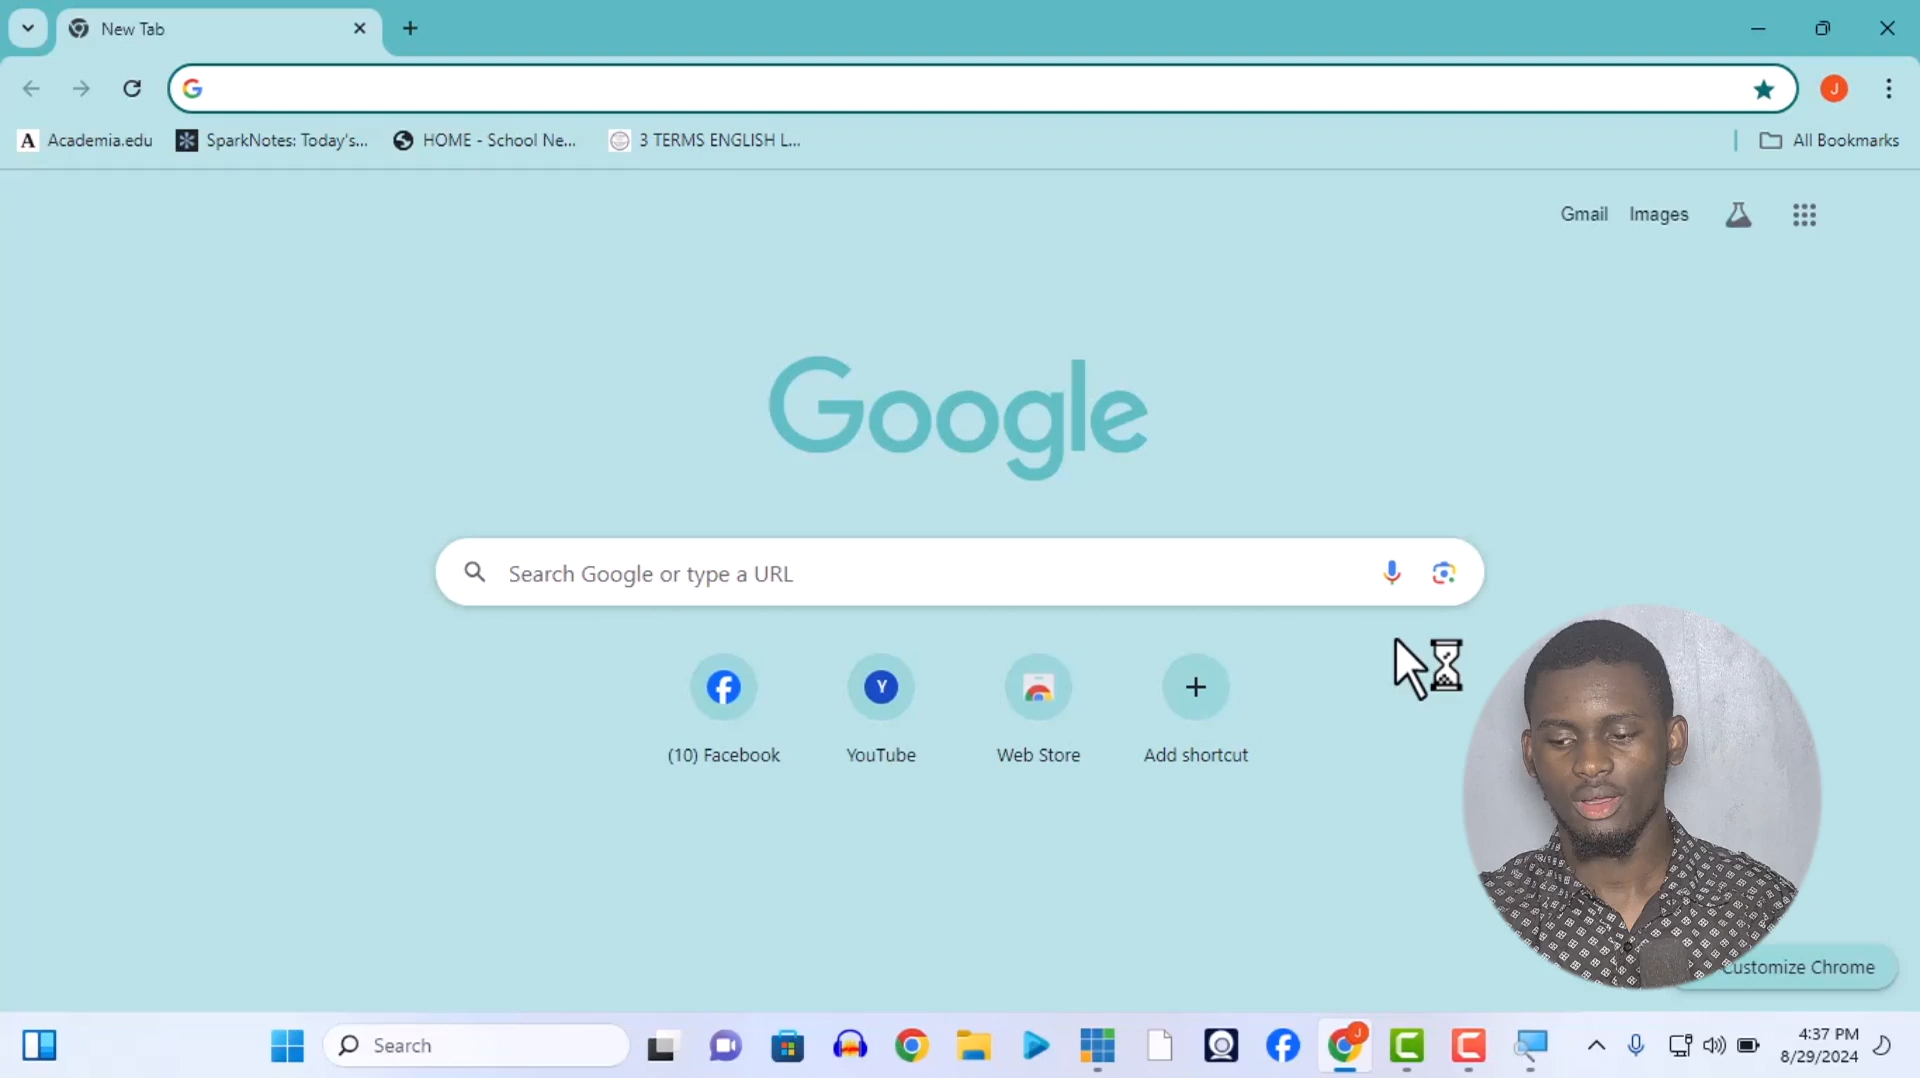 New Tab
Academia.edu
SparkNotes: Today's...
HOME - School Ne...
3 TERMS ENGLISH L...
All Bookmarks
Gmail
Images
Google
Search Google or type a URL
(10) Facebook
YouTube
Web Store
Add shortcut
Customize Chrome
Search
4:37 PM
8/29/2024